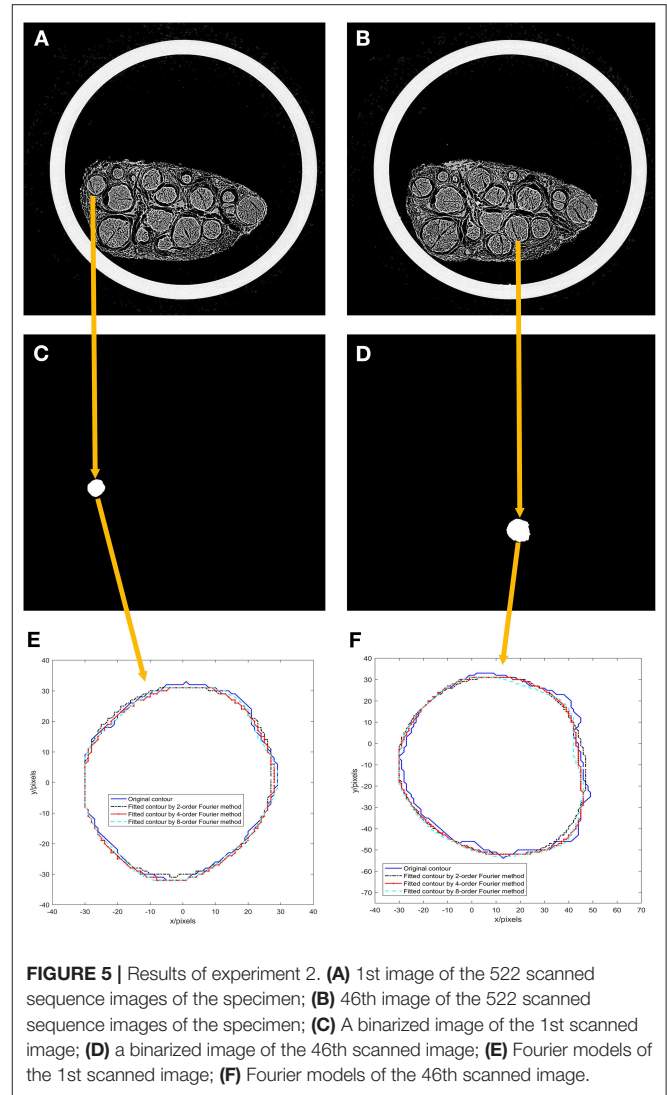 A
B
C
D
E
F
40
30
20
10
0
-10
-20
-30
-40
y/pixels
Original contour
Fitted contour by 2-order Fourier method
Fitted contour by 4-order Fourier method
Fitted contour by 8-order Fourier method
-40 -30 -20 -10 0 10 20 30 40
x/pixels
40
30
20
10
0
-10
-20
-30
-40
-50
-60
-70
y/pixels
Original contour
Fitted contour by 2-order Fourier method
Fitted contour by 4-order Fourier method
Fitted contour by 8-order Fourier method
-40 -30 -20 -10 0 10 20 30 40 50 60 70
x/pixels
FIGURE 5 | Results of experiment 2. (A) 1st image of the 522 scanned
sequence images of the specimen; (B) 46th image of the 522 scanned
sequence images of the specimen; (C) A binarized image of the 1st scanned
image; (D) a binarized image of the 46th scanned image; (E) Fourier models of
the 1st scanned image; (F) Fourier models of the 46th scanned image.